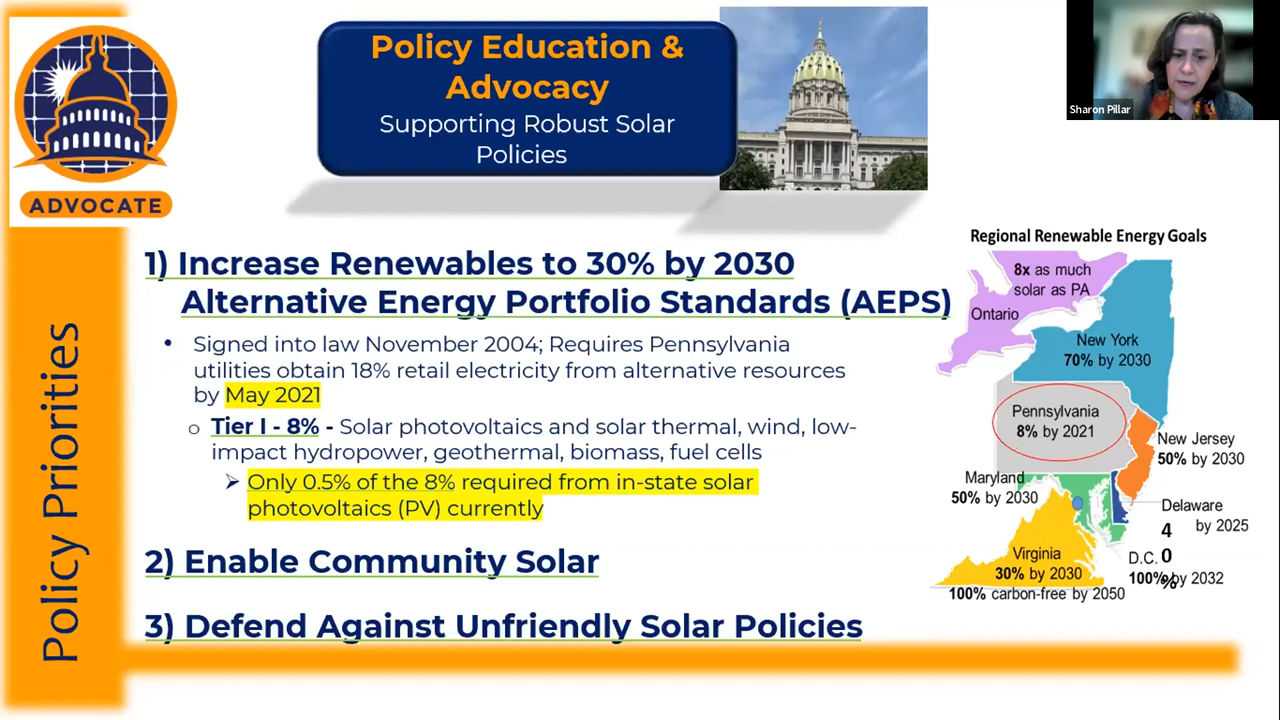 Policy Education &
Advocacy
Supporting Robust Solar
Policies
Sharon Pillar
ADVOCATE
Policy Priorities
1) Increase Renewables to 30% by 2030
Alternative Energy Portfolio Standards (AEPS)
• Signed into law November 2004; Requires Pennsylvania
utilities obtain 18% retail electricity from alternative resources
by May 2021
o Tier I - 8% - Solar photovoltaics and solar thermal, wind, low-
impact hydropower, geothermal, biomass, fuel cells
➢ Only 0.5% of the 8% required from in-state solar
photovoltaics (PV) currently
2) Enable Community Solar
3) Defend Against Unfriendly Solar Policies
Regional Renewable Energy Goals
8x as much
solar as PA
Ontario
New York
70% by 2030
Pennsylvania
8% by 2021
New Jersey
50% by 2030
Maryland
50% by 2030
Delaware
4
0
%
by 2025
D.C.
100% by 2032
Virginia
30% by 2030
100% carbon-free by 2050